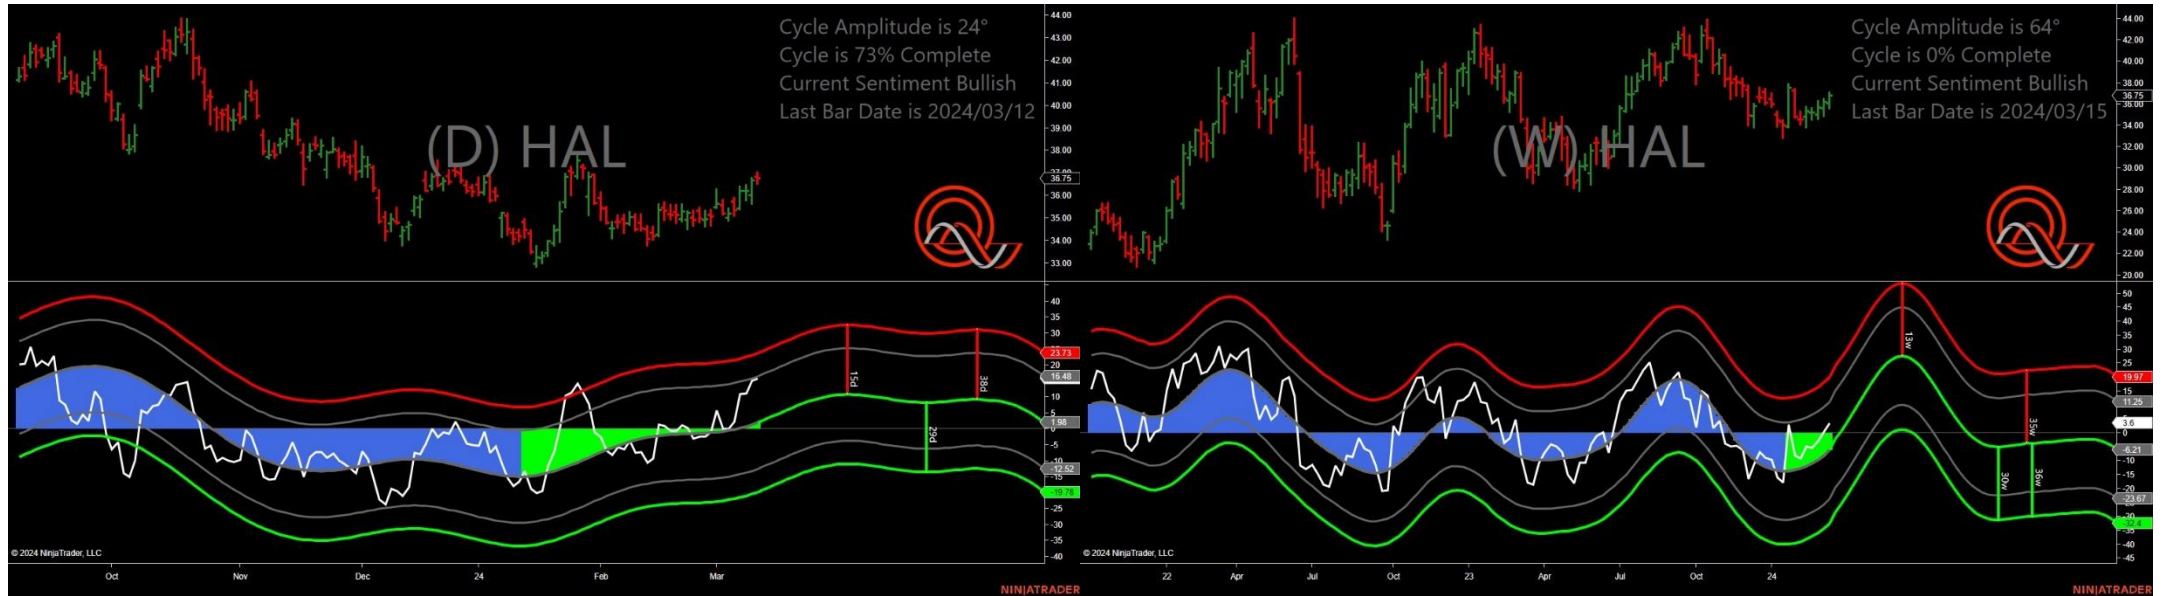 Cycle Amplitude is 24°
Cycle is 73% Complete
Current Sentiment Bullish
Last Bar Date is 2024/03/12
(D) HAL
44.00
43.00
42.00
41.00
40.00
39.00
38.00
36.75
36.00
35.00
34.00
33.00
40
35
30
23.73
16.48
10
5
1.98
-5
-12.52
-15
-19.78
-25
-30
-35
-40
15d
29d
38d
© 2024 NinjaTrader, LLC
Oct Nov Dec 24 Feb Mar
NINJATRADER
Cycle Amplitude is 64°
Cycle is 0% Complete
Current Sentiment Bullish
Last Bar Date is 2024/03/15
(W) HAL
44.00
42.00
40.00
38.00
36.75
36.00
34.00
32.00
30.00
28.00
26.00
24.00
22.00
20.00
50
45
40
35
30
25
19.97
15
11.25
3.6
0
-6.21
-10
-15
-20
-23.67
-32.4
-35
-40
-45
13w
30w
35w
36w
© 2024 NinjaTrader, LLC
22 Apr Jul Oct 23 Apr Jul Oct 24
NINJATRADER